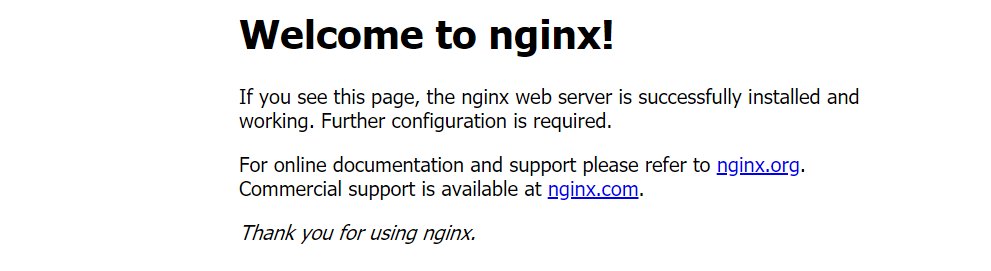 Welcome to nginx!
If you see this page, the nginx web server is successfully installed and
working. Further configuration is required.
For online documentation and support please refer to nginx.org.
Commercial support is available at nginx.com.
Thank you for using nginx.